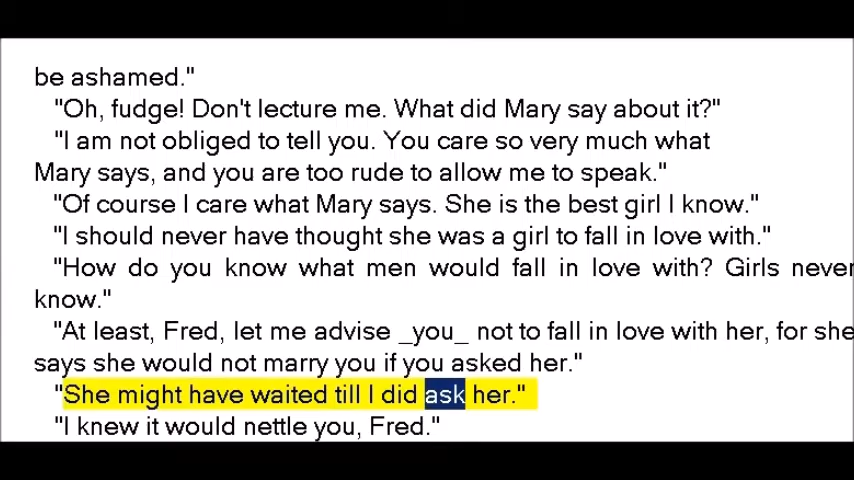 be ashamed."
"Oh, fudge! Don't lecture me. What did Mary say about it?"
"I am not obliged to tell you. You care so very much what
Mary says, and you are too rude to allow me to speak."
"Of course I care what Mary says. She is the best girl I know."
"I should never have thought she was a girl to fall in love with."
"How do you know what men would fall in love with? Girls never
know."
"At least, Fred, let me advise _you_ not to fall in love with her, for she
says she would not marry you if you asked her."
"She might have waited till I did ask her."
"I knew it would nettle you, Fred."